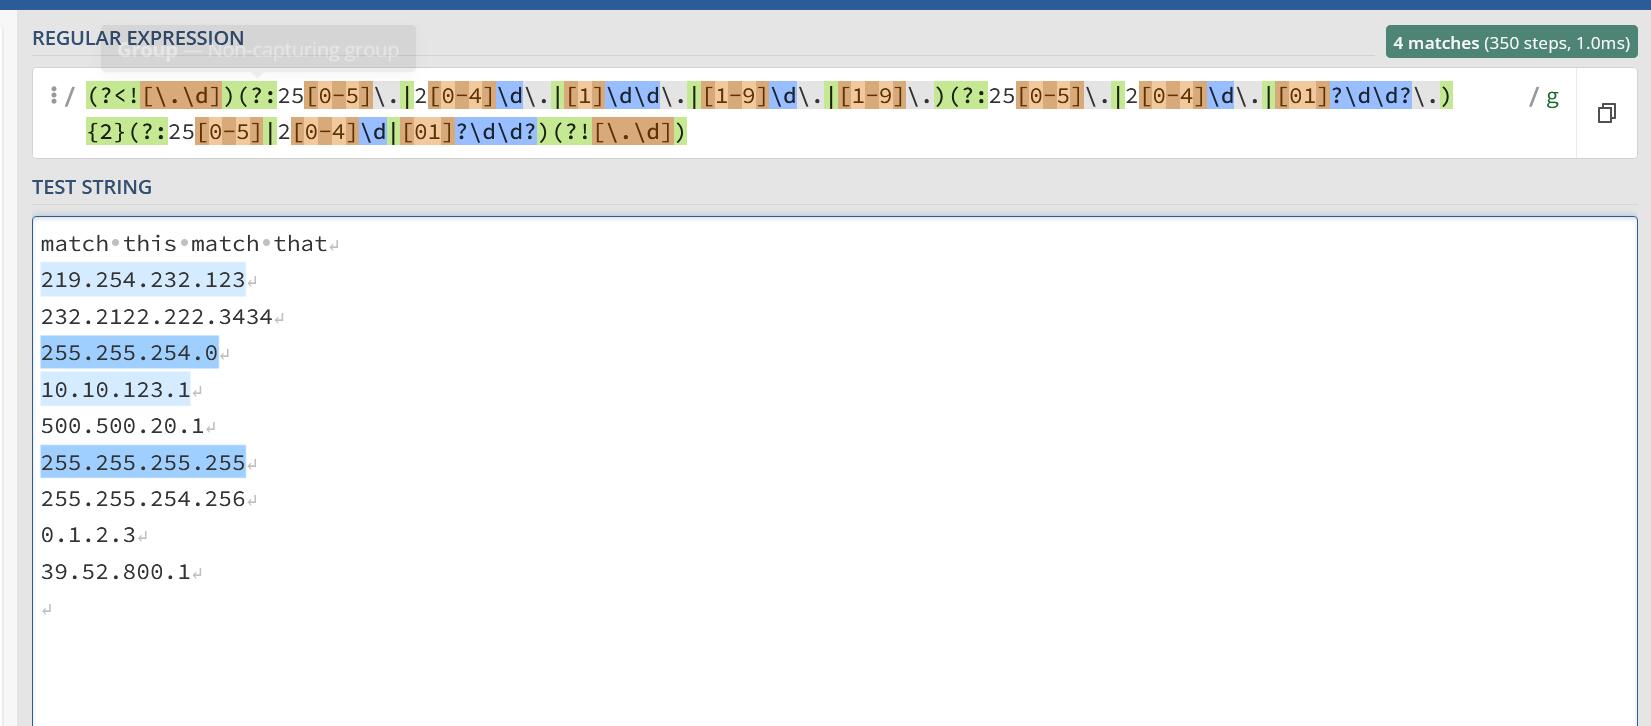 REGULAR EXPRESSION
Group — Non-capturing group
4 matches (350 steps, 1.0ms)
/ (?<![\.\d])(?:25[0-5]\.|2[0-4]\d\.|[1]\d\d\.|[1-9]\d\.|[1-9]\.)(?:25[0-5]\.|2[0-4]\d\.|[01]?\d\d?\.) / g
{2}(?:25[0-5]|2[0-4]\d|[01]?\d\d?)(?![\.\d])
TEST STRING
match·this·match·that↵
219.254.232.123↵
232.2122.222.3434↵
255.255.254.0↵
10.10.123.1↵
500.500.20.1↵
255.255.255.255↵
255.255.254.256↵
0.1.2.3↵
39.52.800.1↵
↵